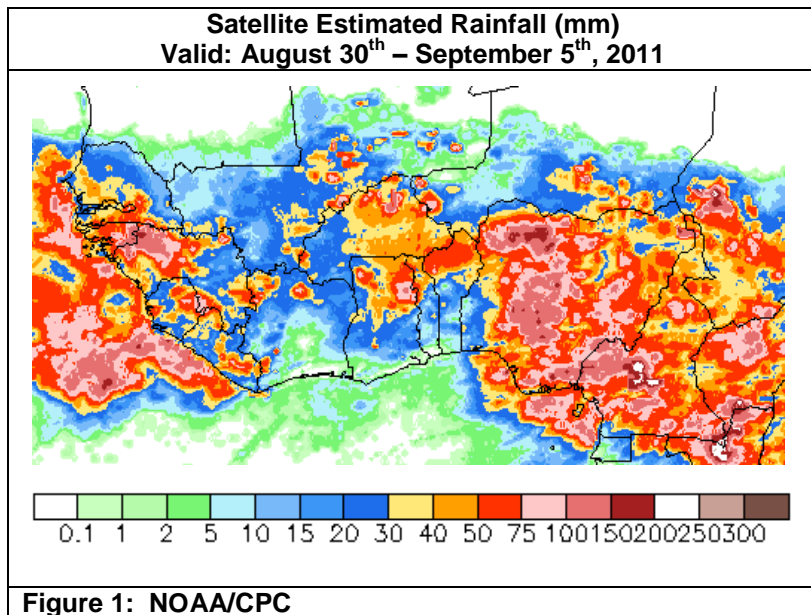 Satellite Estimated Rainfall (mm)
Valid: August 30th – September 5th, 2011
0.1 1 2 5 10 15 20 30 40 50 75 100150200250300
Figure 1: NOAA/CPC